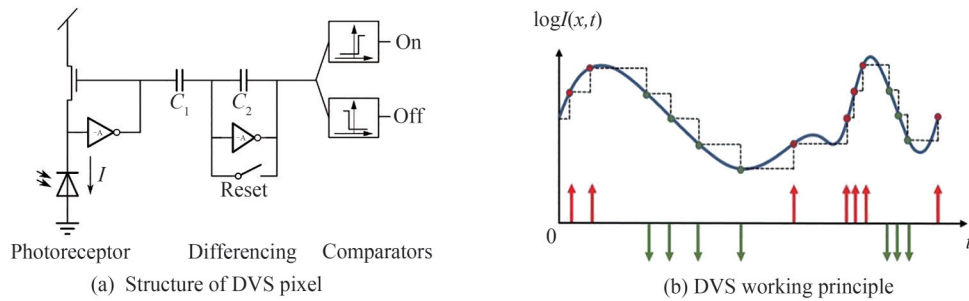 On
C1
C2
-A
-A
Off
I
Reset
Photoreceptor Differencing Comparators
(a) Structure of DVS pixel
logI(x,t)
0
t
(b) DVS working principle